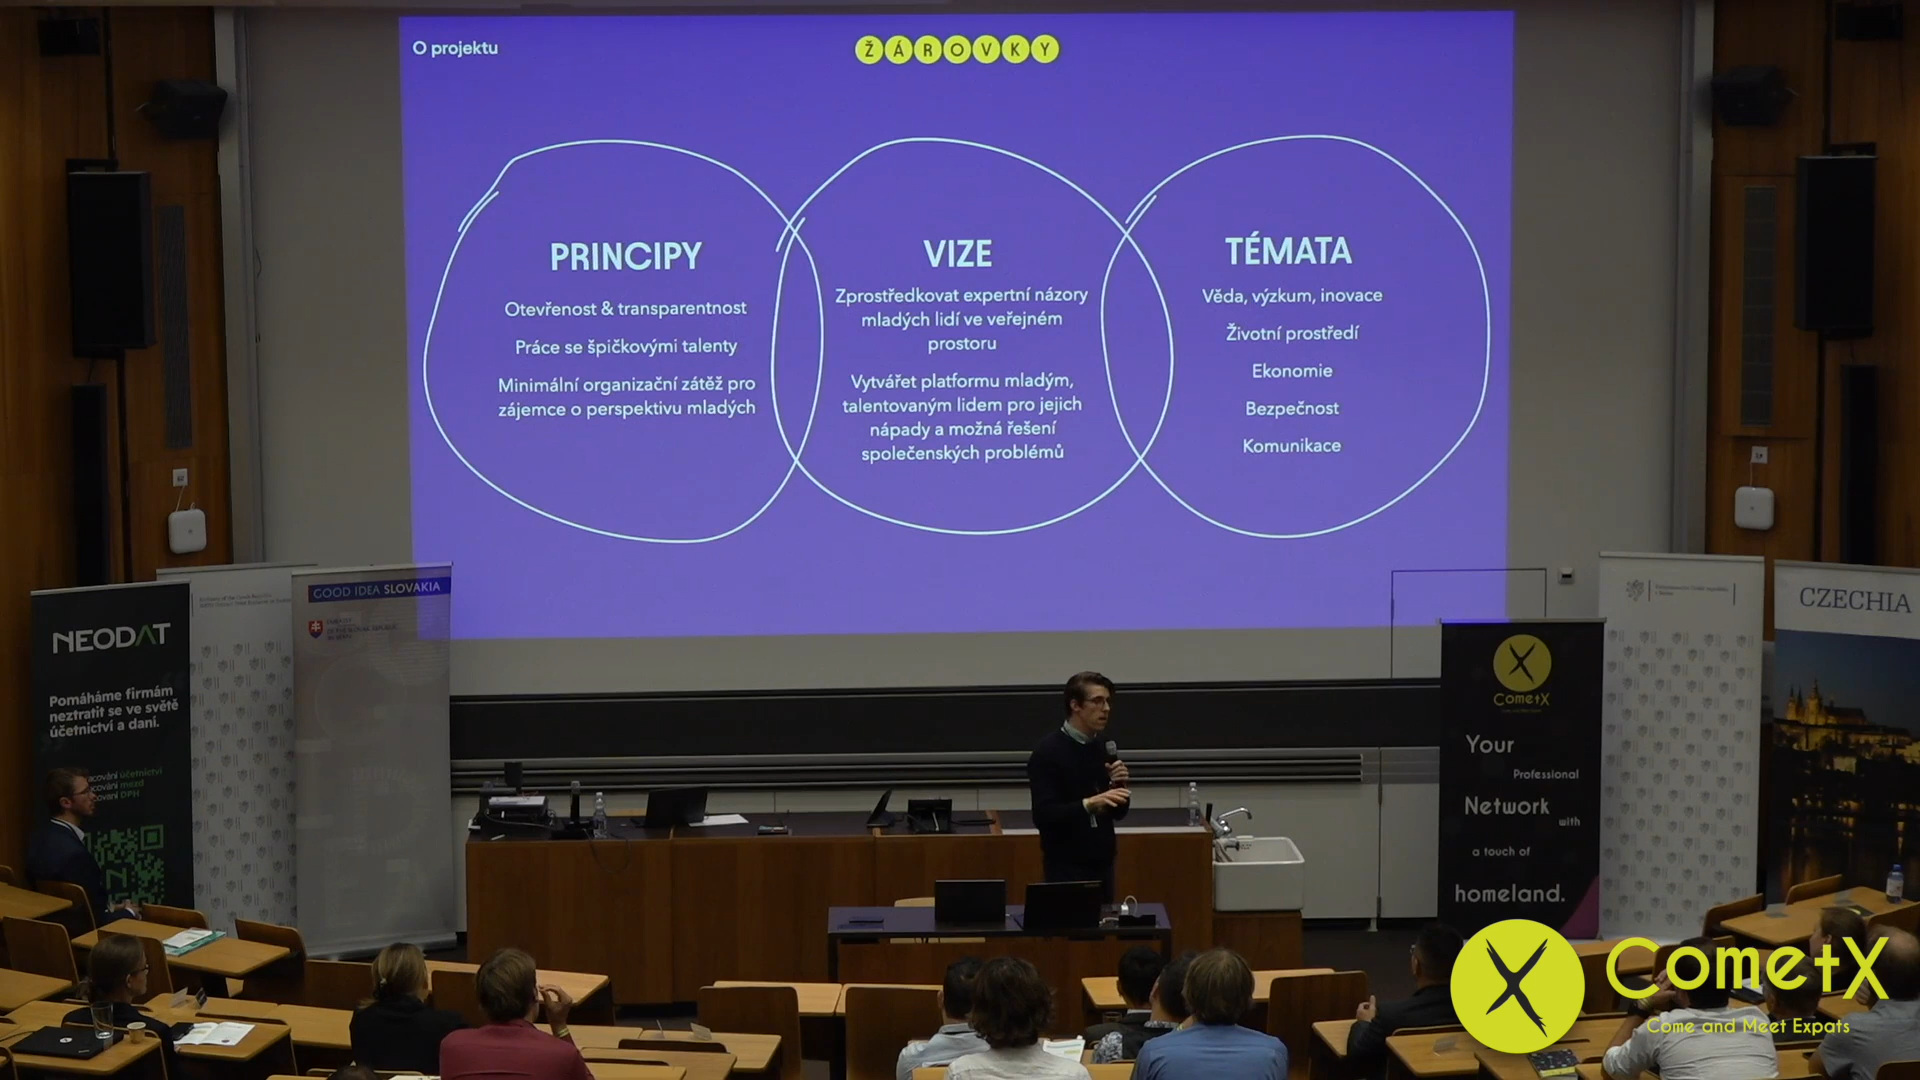 O projektu
ŽÁROVKY
PRINCIPY
Otevřenost & transparentnost
Práce se špičkovými talenty
Minimální organizační zátěž pro
zájemce o perspektivu mladých
VIZE
Zprostředkovat expertní názory
mladých lidí ve veřejném
prostoru
Vytvářet platformu mladým,
talentovaným lidem pro jejich
nápady a možná řešení
společenských problémů
TÉMATA
Věda, výzkum, inovace
Životní prostředí
Ekonomie
Bezpečnost
Komunikace
NEODAT
Pomáháme firmám
neztratit se ve světě
účetnictví a daní.
účetnictví
mezd
DPH
GOOD IDEA SLOVAKIA
CometX
Your
Professional
Network
with
a touch of
homeland.
CZECHIA
CometX
Come and Meet Expats